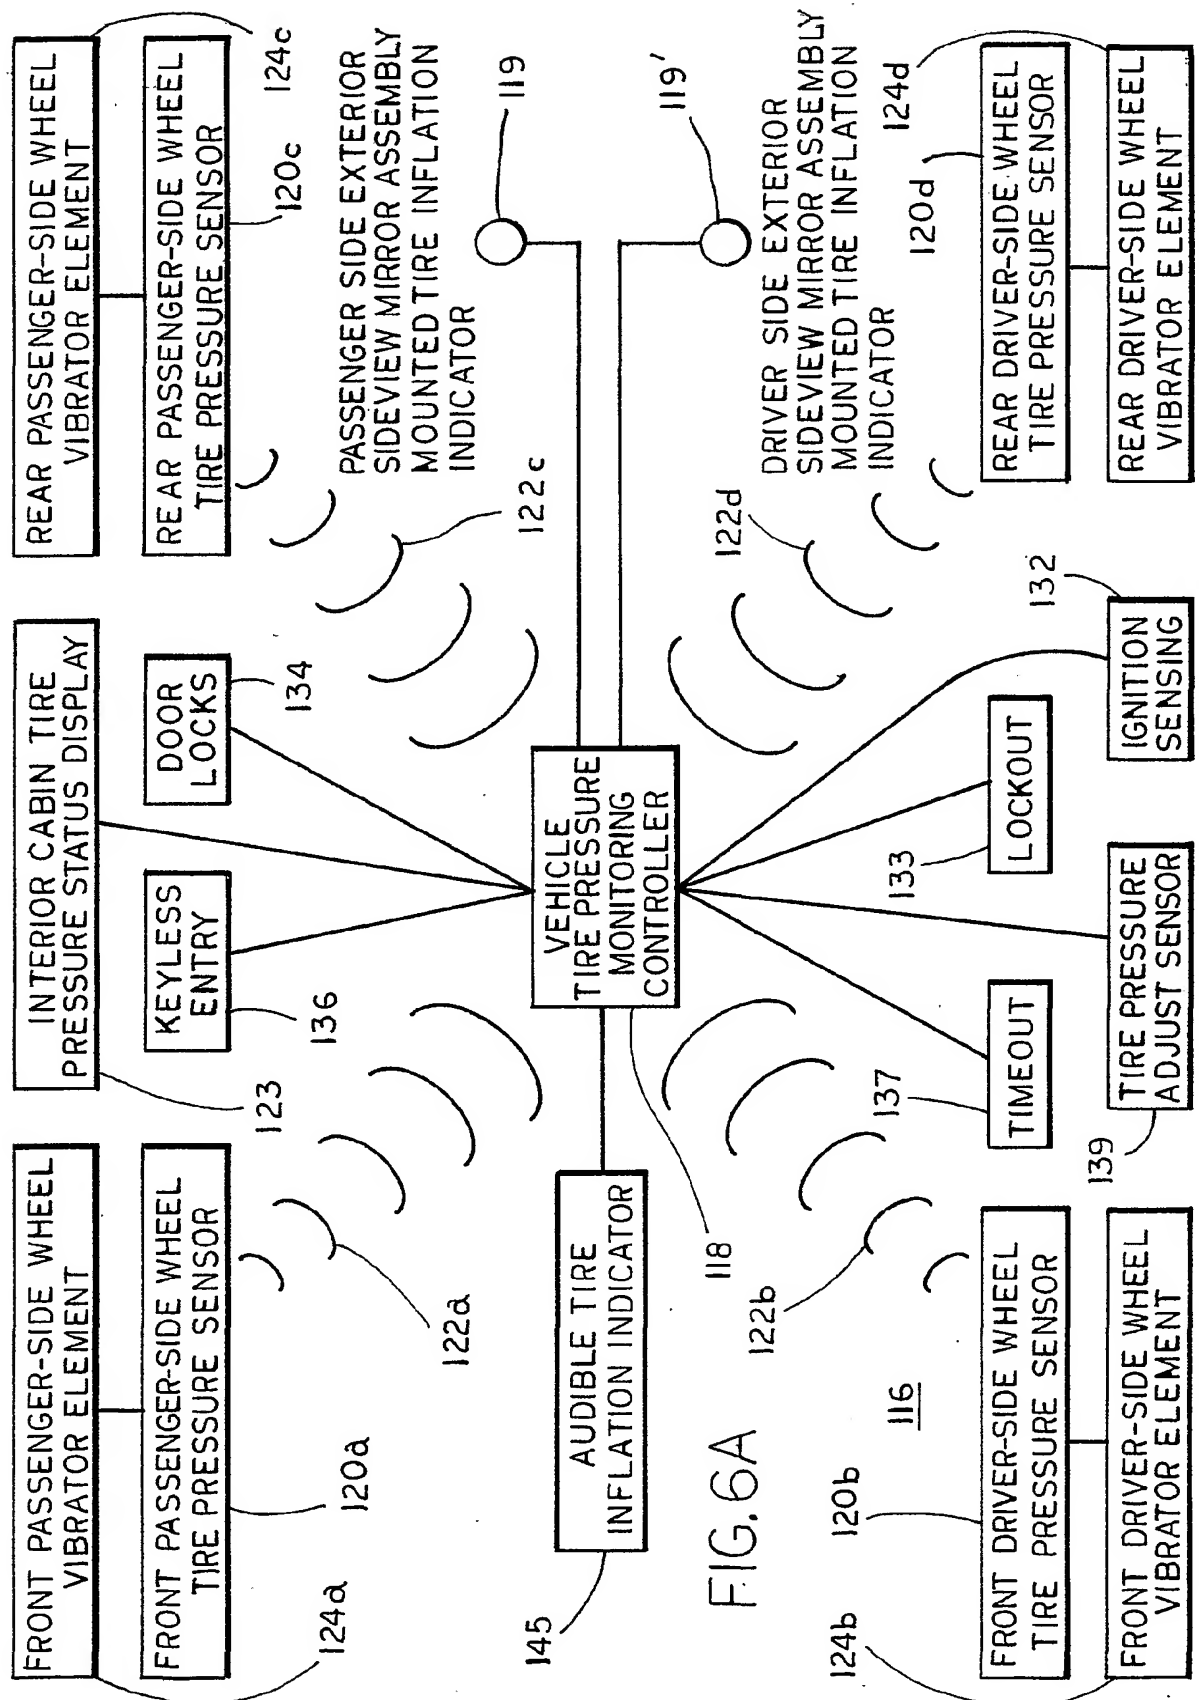 FRONT PASSENGER-SIDE WHEEL
VIBRATOR ELEMENT
124a
FRONT PASSENGER-SIDE WHEEL
TIRE PRESSURE SENSOR
120a
122a
INTERIOR CABIN TIRE
PRESSURE STATUS DISPLAY
123
KEYLESS
ENTRY
136
DOOR
LOCKS
134
REAR PASSENGER-SIDE WHEEL
VIBRATOR ELEMENT
124c
REAR PASSENGER-SIDE WHEEL
TIRE PRESSURE SENSOR
120c
122c
PASSENGER SIDE EXTERIOR
SIDEVIEW MIRROR ASSEMBLY
MOUNTED TIRE INFLATION
INDICATOR
119
AUDIBLE TIRE
INFLATION INDICATOR
145
VEHICLE
TIRE PRESSURE
MONITORING
CONTROLLER
118
119'
DRIVER SIDE EXTERIOR
SIDEVIEW MIRROR ASSEMBLY
MOUNTED TIRE INFLATION
INDICATOR
FIG. 6A
116
122b
122d
120b
FRONT DRIVER-SIDE WHEEL
TIRE PRESSURE SENSOR
124b
FRONT DRIVER-SIDE WHEEL
VIBRATOR ELEMENT
137
TIMEOUT
139
TIRE PRESSURE
ADJUST SENSOR
133
LOCKOUT
132
IGNITION
SENSING
120d
124d
REAR DRIVER-SIDE WHEEL
TIRE PRESSURE SENSOR
REAR DRIVER-SIDE WHEEL
VIBRATOR ELEMENT